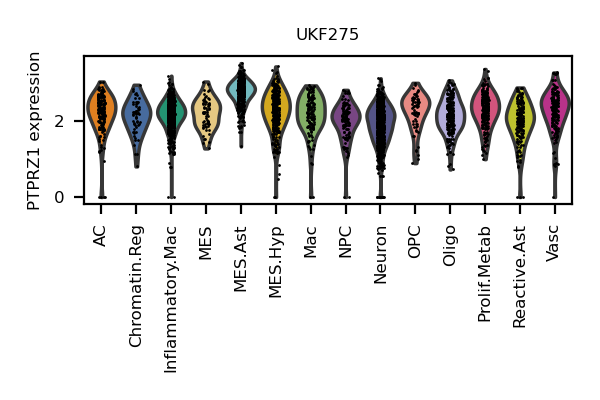 UKF275
PTPRZ1 expression
2
0
AC
Chromatin.Reg
Inflammatory.Mac
MES
MES.Ast
MES.Hyp
Mac
NPC
Neuron
OPC
Oligo
Prolif.Metab
Reactive.Ast
Vasc